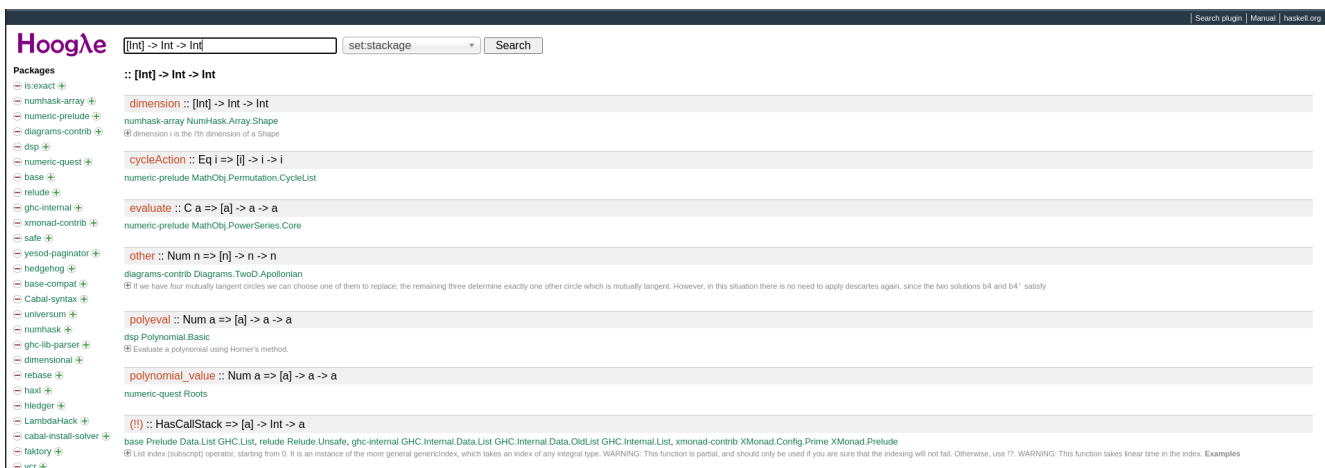 Search plugin | Manual | haskell.org
Hoogλe
[Int] -> Int -> Int
set:stackage
Search
Packages
is:exact
numhask-array
numeric-prelude
diagrams-contrib
dsp
numeric-quest
base
relude
ghc-internal
xmonad-contrib
safe
yesod-paginator
hedgehog
base-compat
Cabal-syntax
universum
numhask
ghc-lib-parser
dimensional
rebase
haxl
hledger
LambdaHack
cabal-install-solver
faktory
vcr
:: [Int] -> Int -> Int
dimension :: [Int] -> Int -> Int
numhask-array NumHask.Array.Shape
dimension i is the i'th dimension of a Shape
cycleAction :: Eq i => [i] -> i -> i
numeric-prelude MathObj.Permutation.CycleList
evaluate :: C a => [a] -> a -> a
numeric-prelude MathObj.PowerSeries.Core
other :: Num n => [n] -> n -> n
diagrams-contrib Diagrams.TwoD.Apollonian
If we have four mutually tangent circles we can choose one of them to replace; the remaining three determine exactly one other circle which is mutually tangent. However, in this situation there is no need to apply descartes again, since the two solutions b4 and b4' satisfy
polyeval :: Num a => [a] -> a -> a
dsp Polynomial.Basic
Evaluate a polynomial using Horner's method.
polynomial_value :: Num a => [a] -> a -> a
numeric-quest Roots
(!!) :: HasCallStack => [a] -> Int -> a
base Prelude Data.List GHC.List, relude Relude.Unsafe, ghc-internal GHC.Internal.Data.List GHC.Internal.Data.OldList GHC.Internal.List, xmonad-contrib XMonad.Config.Prime XMonad.Prelude
List index (subscript) operator, starting from 0. It is an instance of the more general genericIndex, which takes an index of any integral type. WARNING: This function is partial, and should only be used if you are sure that the indexing will not fail. Otherwise, use !?. WARNING: This function takes linear time in the index. Examples